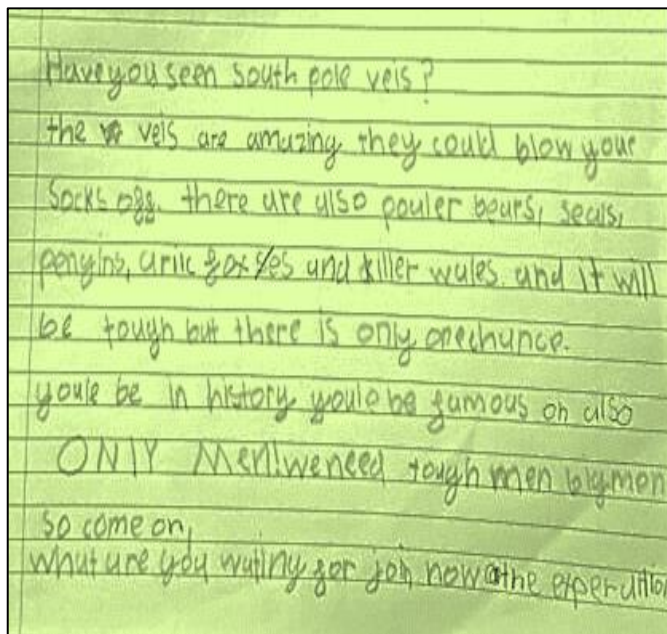 Have you seen south pole veis?
the veis are amazing they could blow your
socks off. there are also pouler bears, seals,
pengins, artic foxes and killer wales. and it will
be tough but there is only one chance.
youle be in history youle be famous oh also
ONlY Men! we need tough men big men
so come on,
what are you wating for join now @the experdition